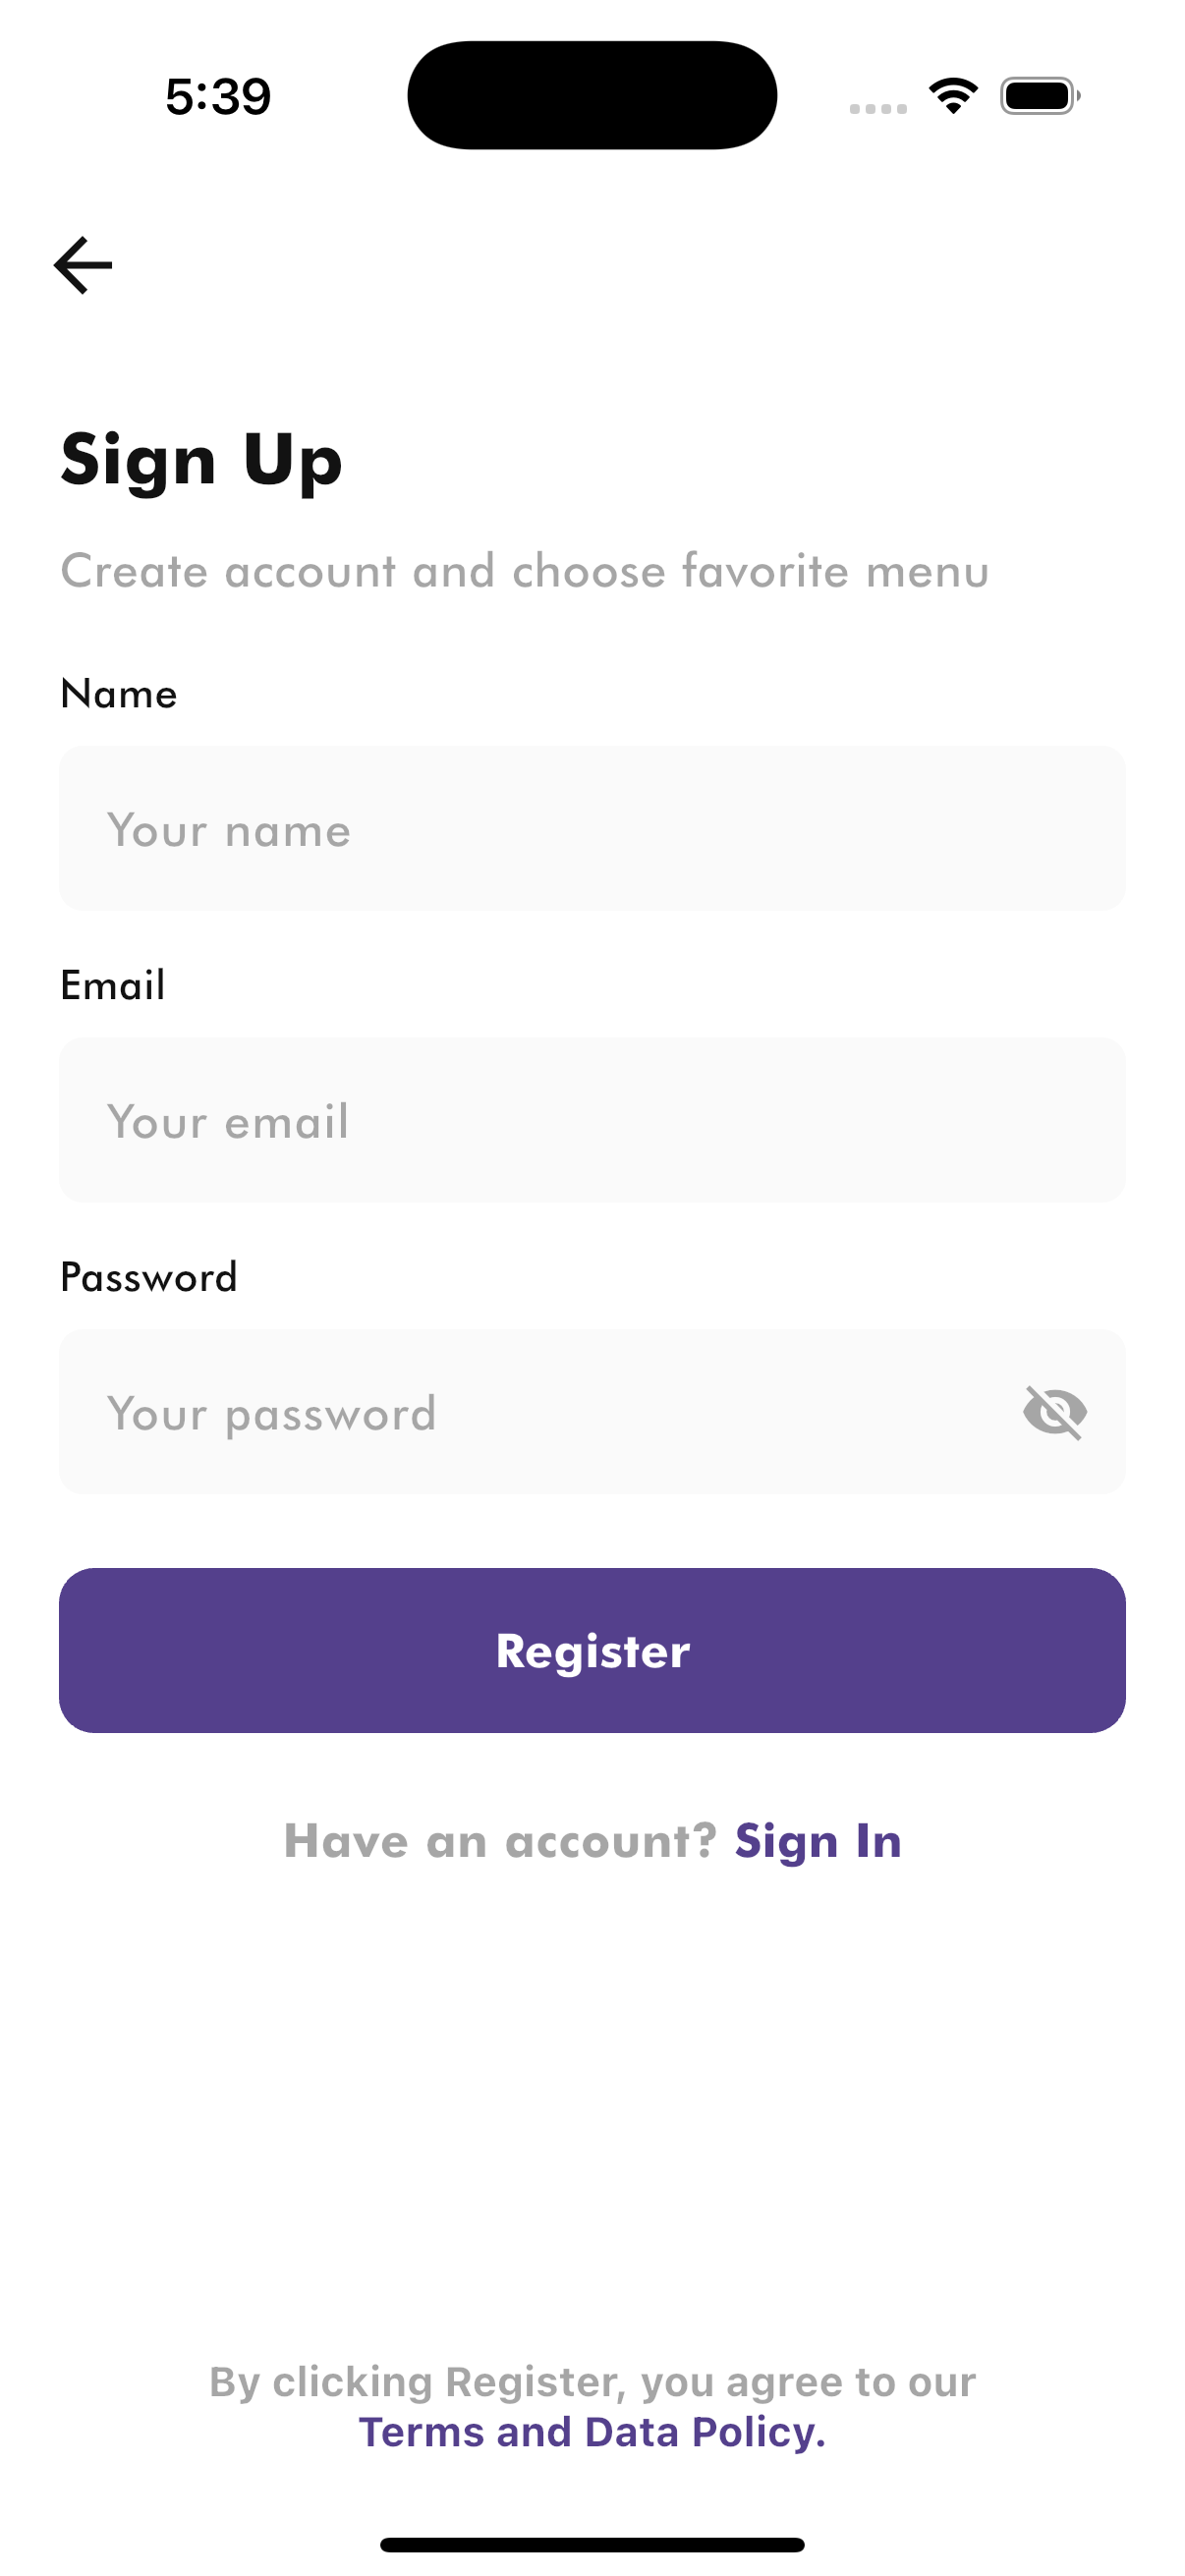 5:39
Sign Up
Create account and choose favorite menu
Name
Your name
Email
Your email
Password
Your password
Register
Have an account? Sign In
By clicking Register, you agree to our
Terms and Data Policy.